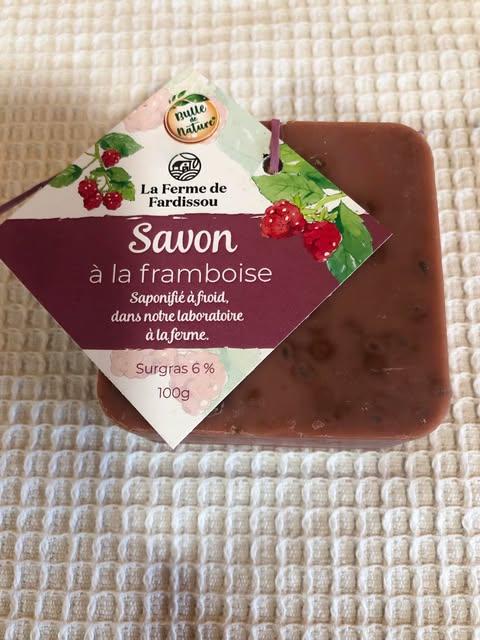 Bulle
de
Nature
La Ferme de
Fardissou
Savon
à la framboise
Saponifié à froid,
dans notre laboratoire
à la ferme.
Surgras 6 %
100g